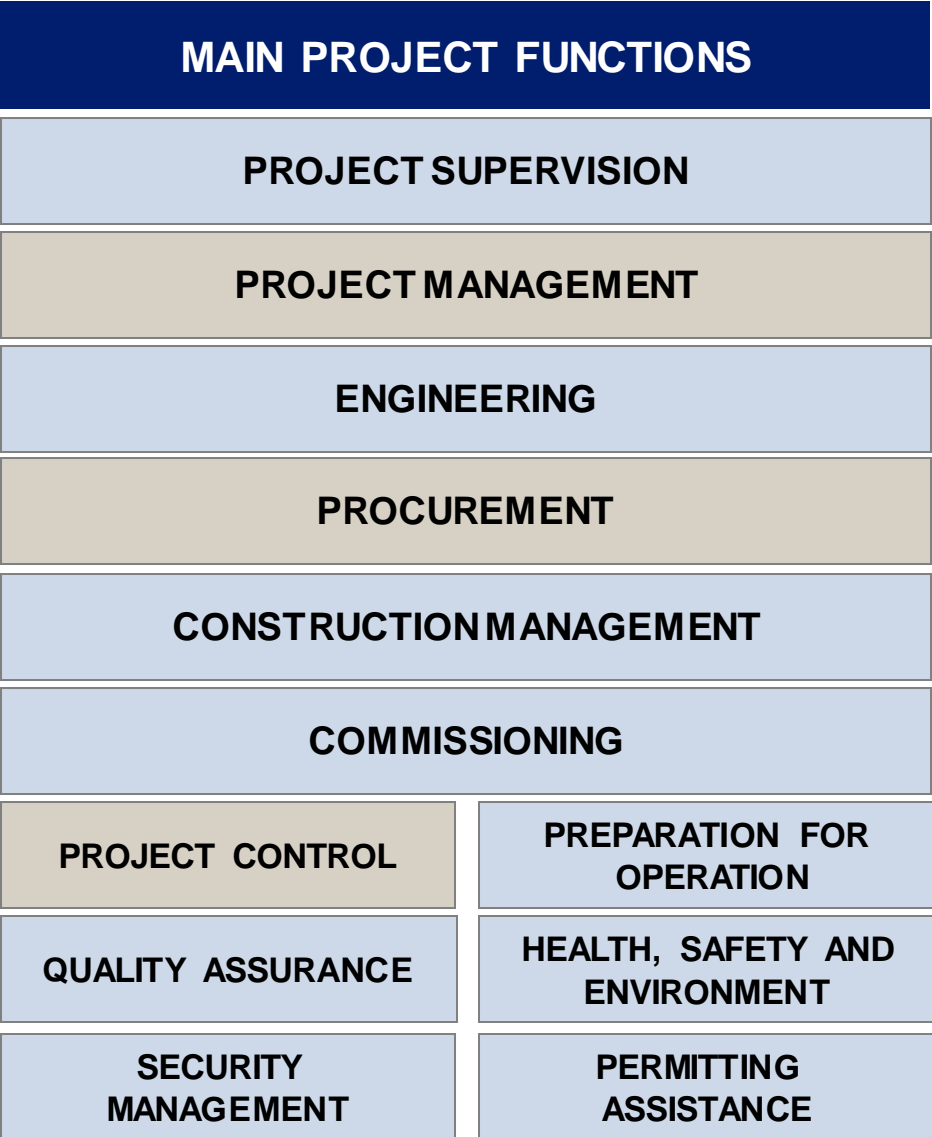 MAIN PROJECT FUNCTIONS
PROJECT SUPERVISION
PROJECT MANAGEMENT
ENGINEERING
PROCUREMENT
CONSTRUCTION MANAGEMENT
COMMISSIONING
PROJECT CONTROL
PREPARATION FOR
OPERATION
QUALITY ASSURANCE
HEALTH, SAFETY AND
ENVIRONMENT
SECURITY
MANAGEMENT
PERMITTING
ASSISTANCE